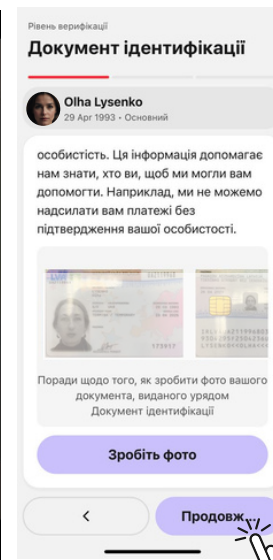 Рівень верифікації
Документ ідентифікації
Olha Lysenko
29 Apr 1993 • Основний
особистість. Ця інформація допомагає
нам знати, хто ви, щоб ми могли вам
допомогти. Наприклад, ми не можемо
надсилати вам платежі без
підтвердження вашої особистості.
Поради щодо того, як зробити фото вашого
документа, виданого урядом
Документ ідентифікації
Зробіть фото
Продовж...